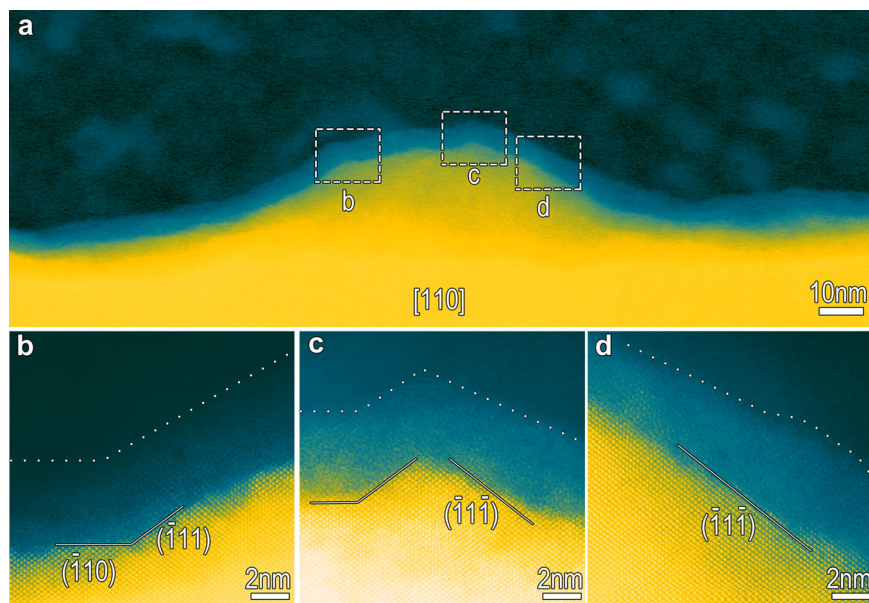 a
b
c
d
[110]
10nm
b
(1̄10)
(1̄11)
2nm
c
(1̄11̄)
2nm
d
(1̄11̄)
2nm